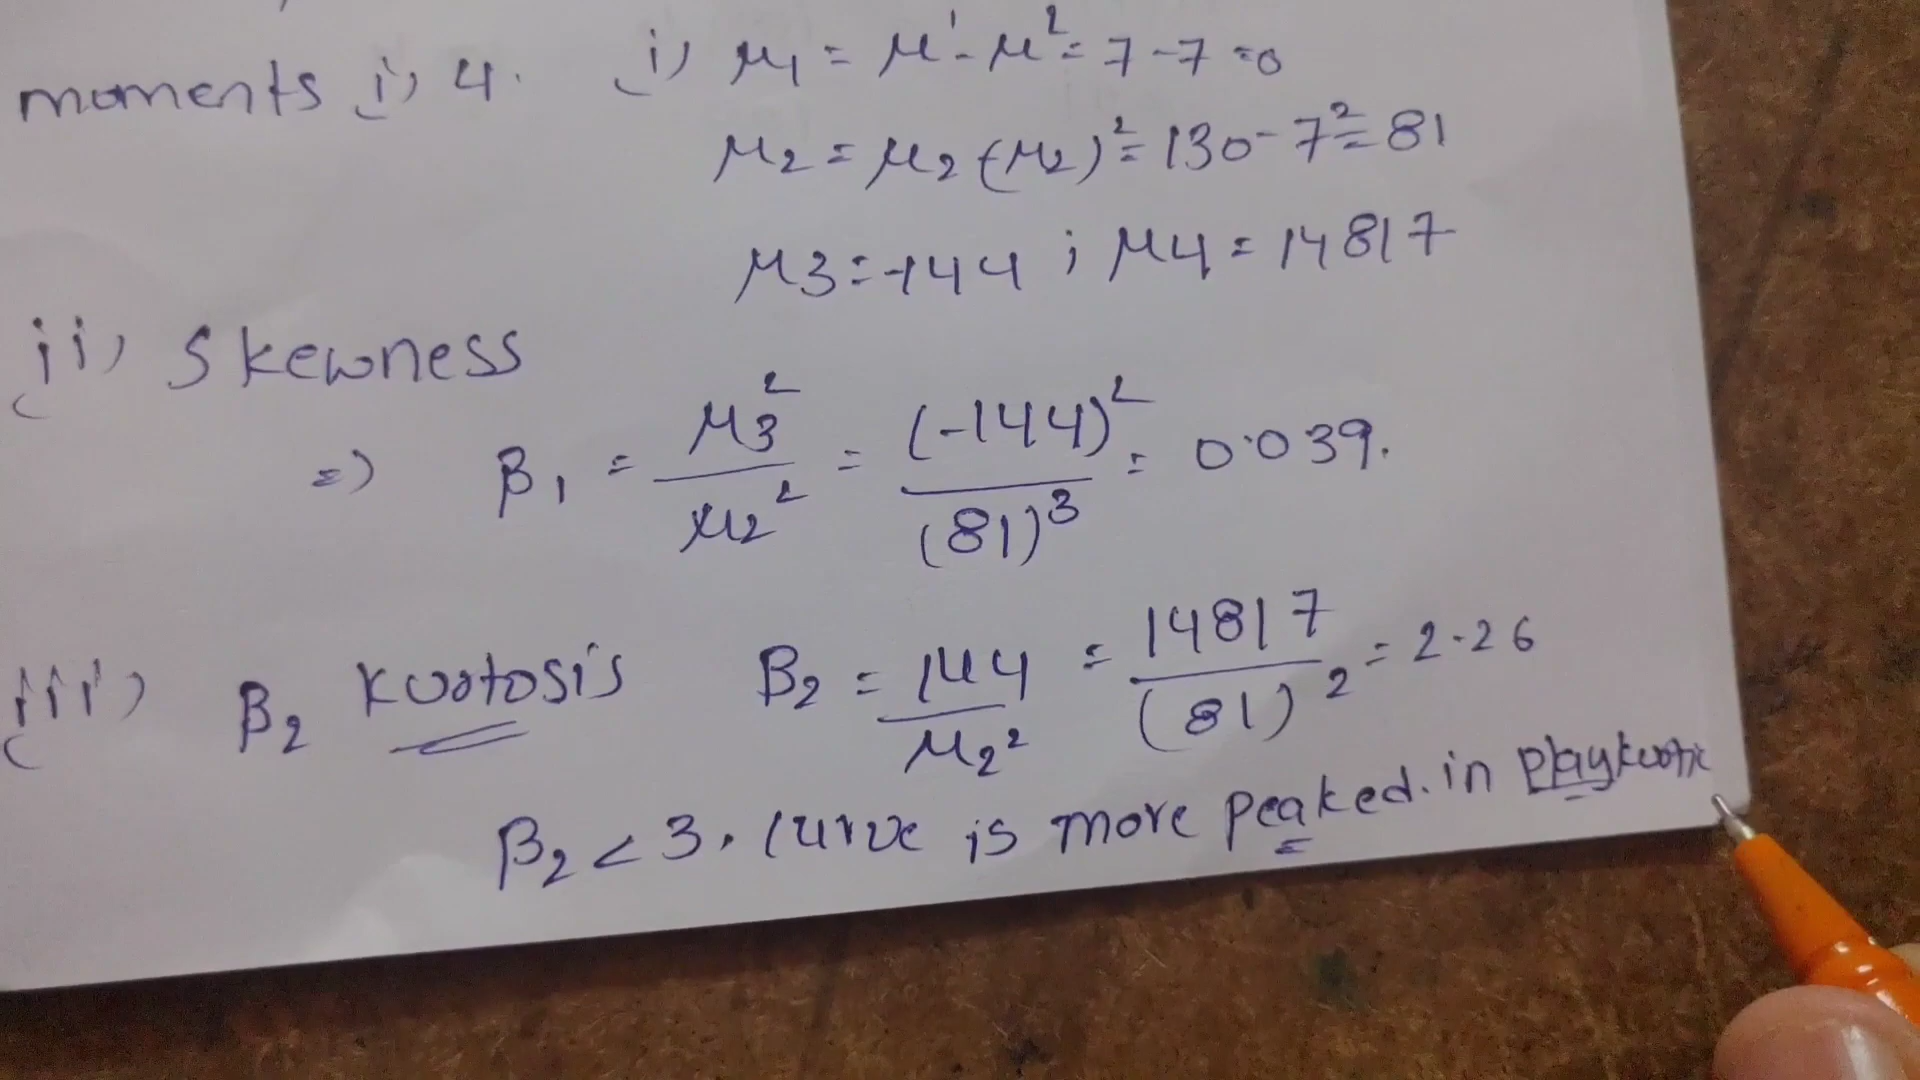 moments i) 4. i) μ1 = μ' - μ² = 7 - 7 = 0
μ2 = μ2 (-μ2)² = 130 - 7² = 81
μ3 = -144 ; μ4 = 14817
ii) Skewness
=> β1 = μ3² / μ2² = (-144)² / (81)³ = 0.039.
iii) β2 Kurtosis β2 = 144 / μ2² = 14817 / (81)² = 2.26
β2 < 3. Curve is more peaked. in Playkurtic